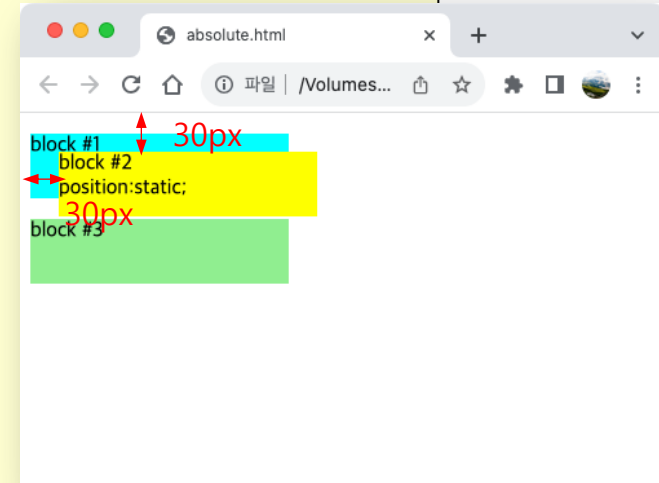 absolute.html
파일 /Volumes...
30px
block #1
block #2
position:static;
30px
block #3